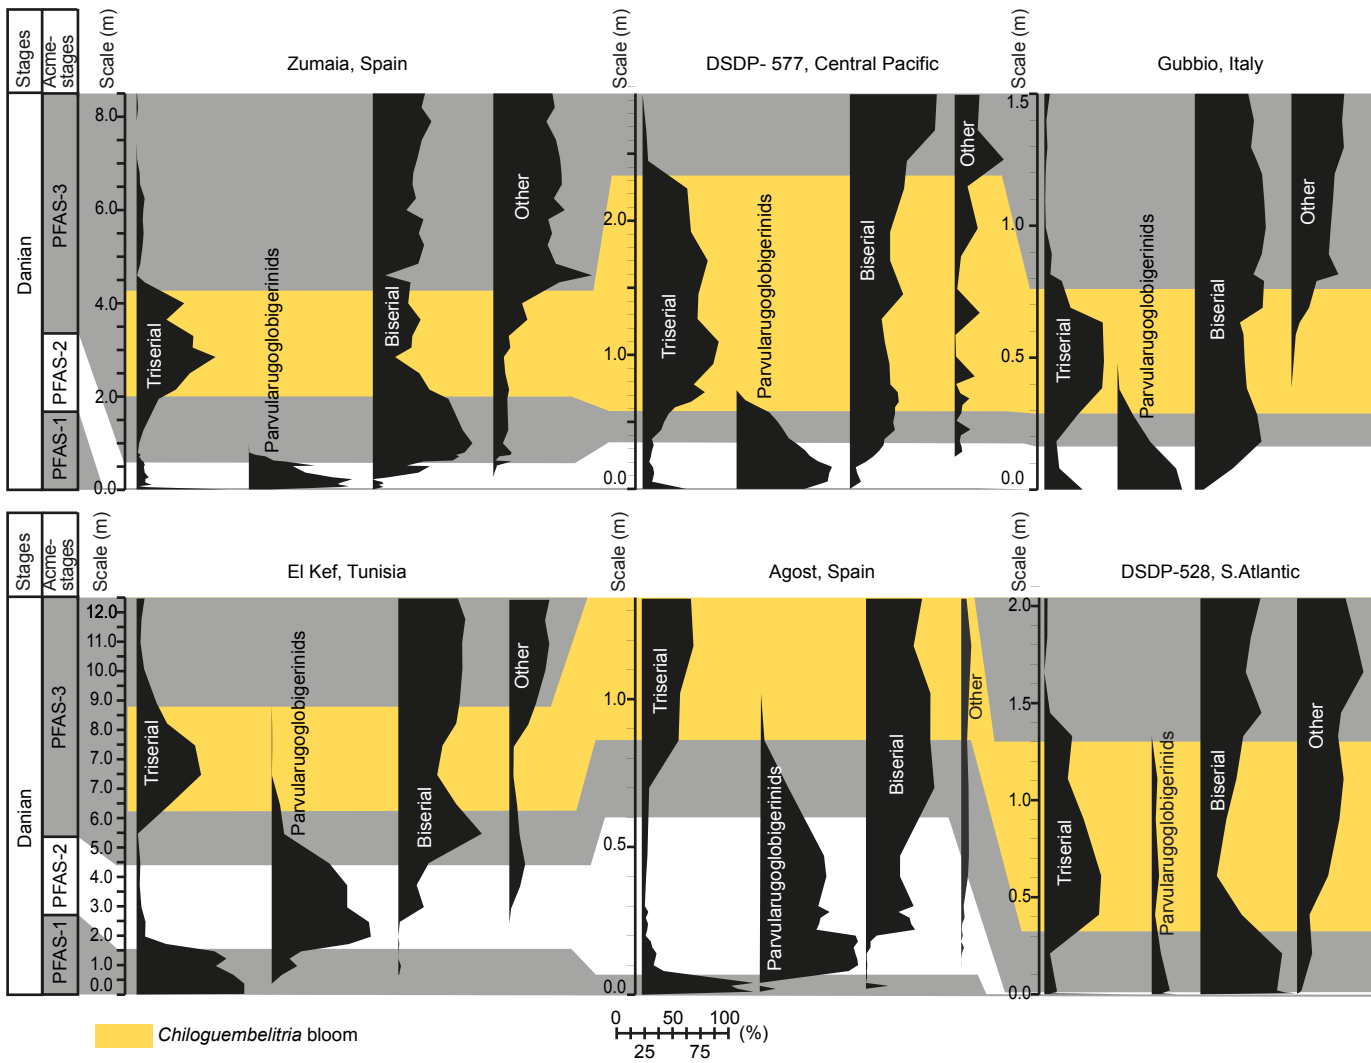 Stages
Acme-
stages
Scale (m)
Zumaia, Spain
Scale (m)
DSDP- 577, Central Pacific
Scale (m)
Gubbio, Italy
Danian
PFAS-3
PFAS-2
PFAS-1
8.0
6.0
4.0
2.0
0.0
Triserial
Parvularugoglobigerinids
Biserial
Other
2.0
1.0
0.0
Triserial
Parvularugoglobigerinids
Biserial
Other
1.5
1.0
0.5
0.0
Triserial
Parvularugoglobigerinids
Biserial
Other
Stages
Acme-
stages
Scale (m)
El Kef, Tunisia
Scale (m)
Agost, Spain
Scale (m)
DSDP-528, S.Atlantic
Danian
PFAS-3
PFAS-2
PFAS-1
12.0
11.0
10.0
9.0
8.0
7.0
6.0
5.0
4.0
3.0
2.0
1.0
0.0
Triserial
Parvularugoglobigerinids
Biserial
Other
1.0
0.5
0.0
Triserial
Parvularugoglobigerinids
Biserial
Other
2.0
1.5
1.0
0.5
0.0
Triserial
Parvularugoglobigerinids
Biserial
Other
Chiloguembelitria bloom
0 50 100 (%)
25 75